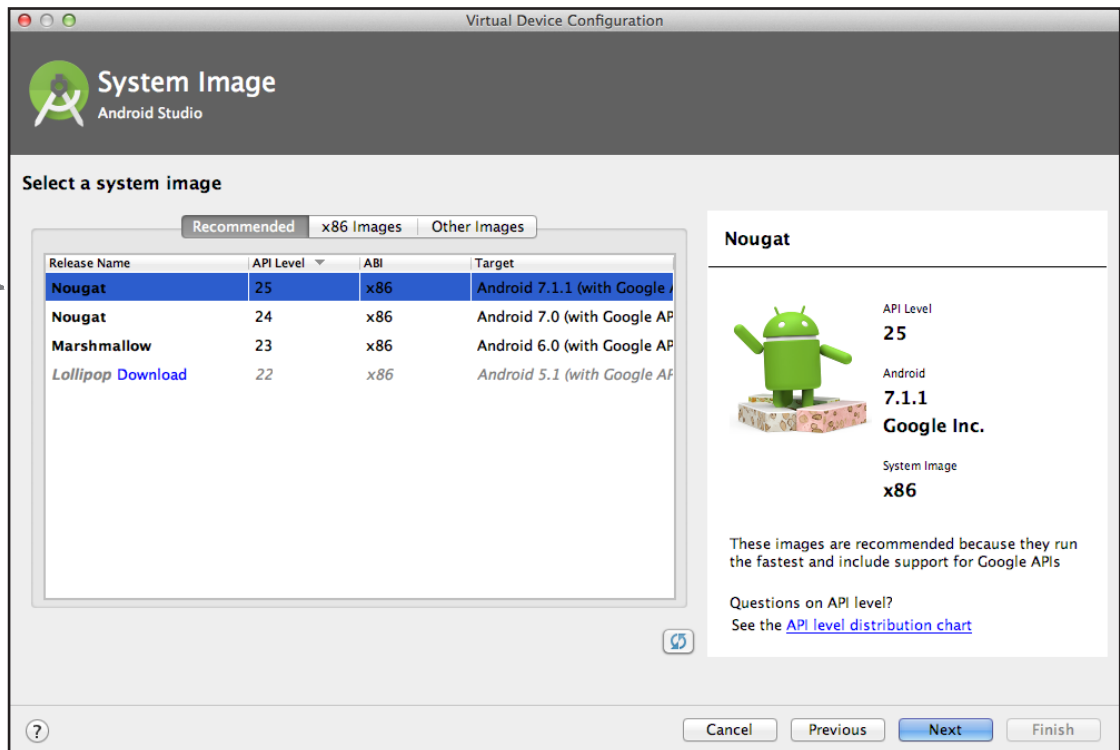 Virtual Device Configuration
System Image
Android Studio
Select a system image
Recommended x86 Images Other Images
Release Name API Level ABI Target
Nougat 25 x86 Android 7.1.1 (with Google A
Nougat 24 x86 Android 7.0 (with Google AP
Marshmallow 23 x86 Android 6.0 (with Google AP
Lollipop Download 22 x86 Android 5.1 (with Google AP
Nougat
API Level
25
Android
7.1.1
Google Inc.
System Image
x86
These images are recommended because they run
the fastest and include support for Google APIs
Questions on API level?
See the API level distribution chart
? Cancel Previous Next Finish